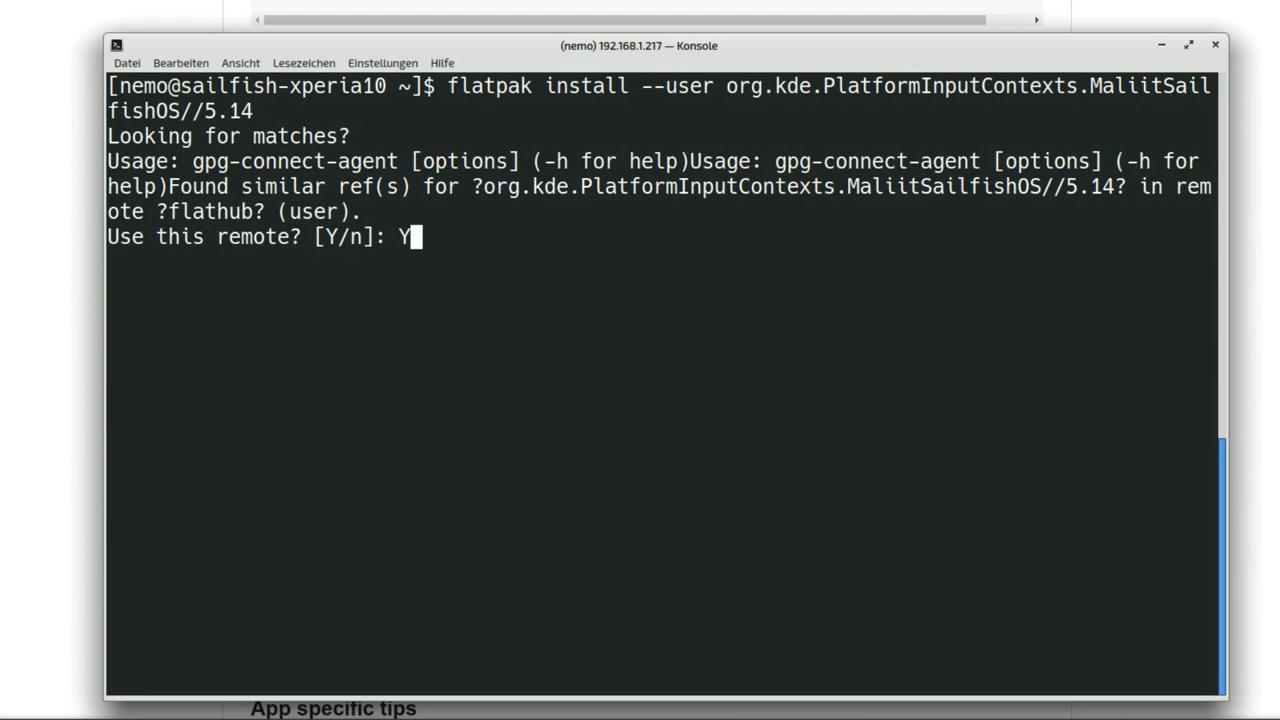 (nemo) 192.168.1.217 — Konsole
Datei Bearbeiten Ansicht Lesezeichen Einstellungen Hilfe
[nemo@sailfish-xperia10 ~]$ flatpak install --user org.kde.PlatformInputContexts.MaliitSail
fishOS//5.14
Looking for matches?
Usage: gpg-connect-agent [options] (-h for help)Usage: gpg-connect-agent [options] (-h for
help)Found similar ref(s) for ?org.kde.PlatformInputContexts.MaliitSailfishOS//5.14? in rem
ote ?flathub? (user).
Use this remote? [Y/n]: Y
App specific tips